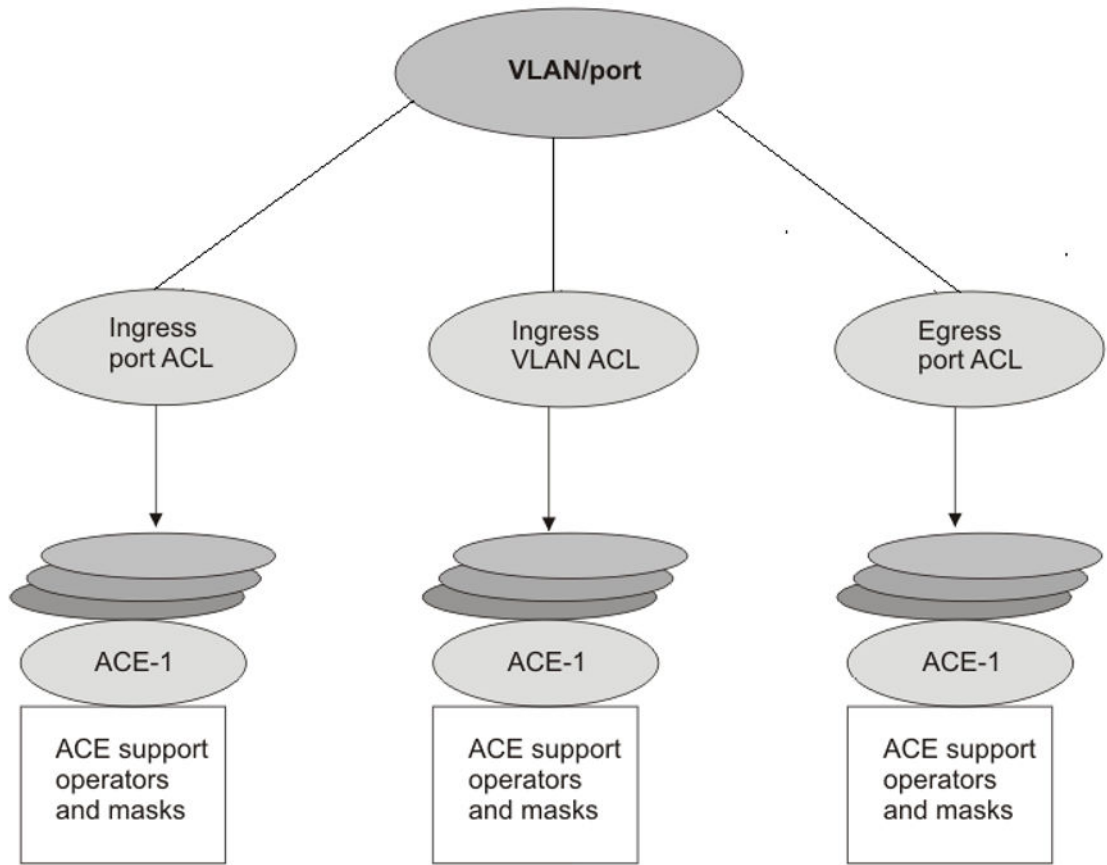 VLAN/port
Ingress
port ACL
Ingress
VLAN ACL
Egress
port ACL
ACE-1
ACE-1
ACE-1
ACE support
operators
and masks
ACE support
operators
and masks
ACE support
operators
and masks